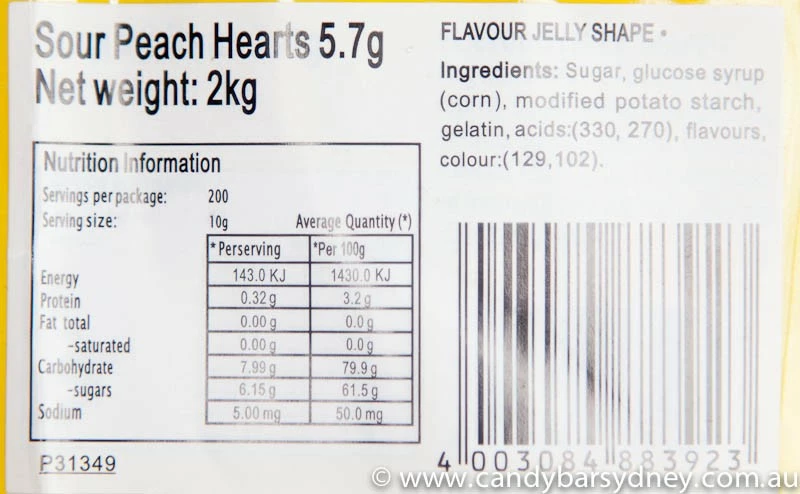 Sour Peach Hearts 5.7g
Net weight: 2kg
Nutrition Information
Servings per package: 200
Serving size: 10g Average Quantity (*)
*Perserving *Per 100g
Energy 143.0 KJ 1430.0 KJ
Protein 0.32 g 3.2 g
Fat total 0.00 g 0.0 g
-saturated 0.00 g 0.0 g
Carbohydrate 7.99 g 79.9 g
-sugars 6.15 g 61.5 g
Sodium 5.00 mg 50.0 mg
P31349
FLAVOUR JELLY SHAPE •
Ingredients: Sugar, glucose syrup
(corn), modified potato starch,
gelatin, acids:(330, 270), flavours,
colour:(129,102).
4 003084 883923
© www.candybarsydney.com.au